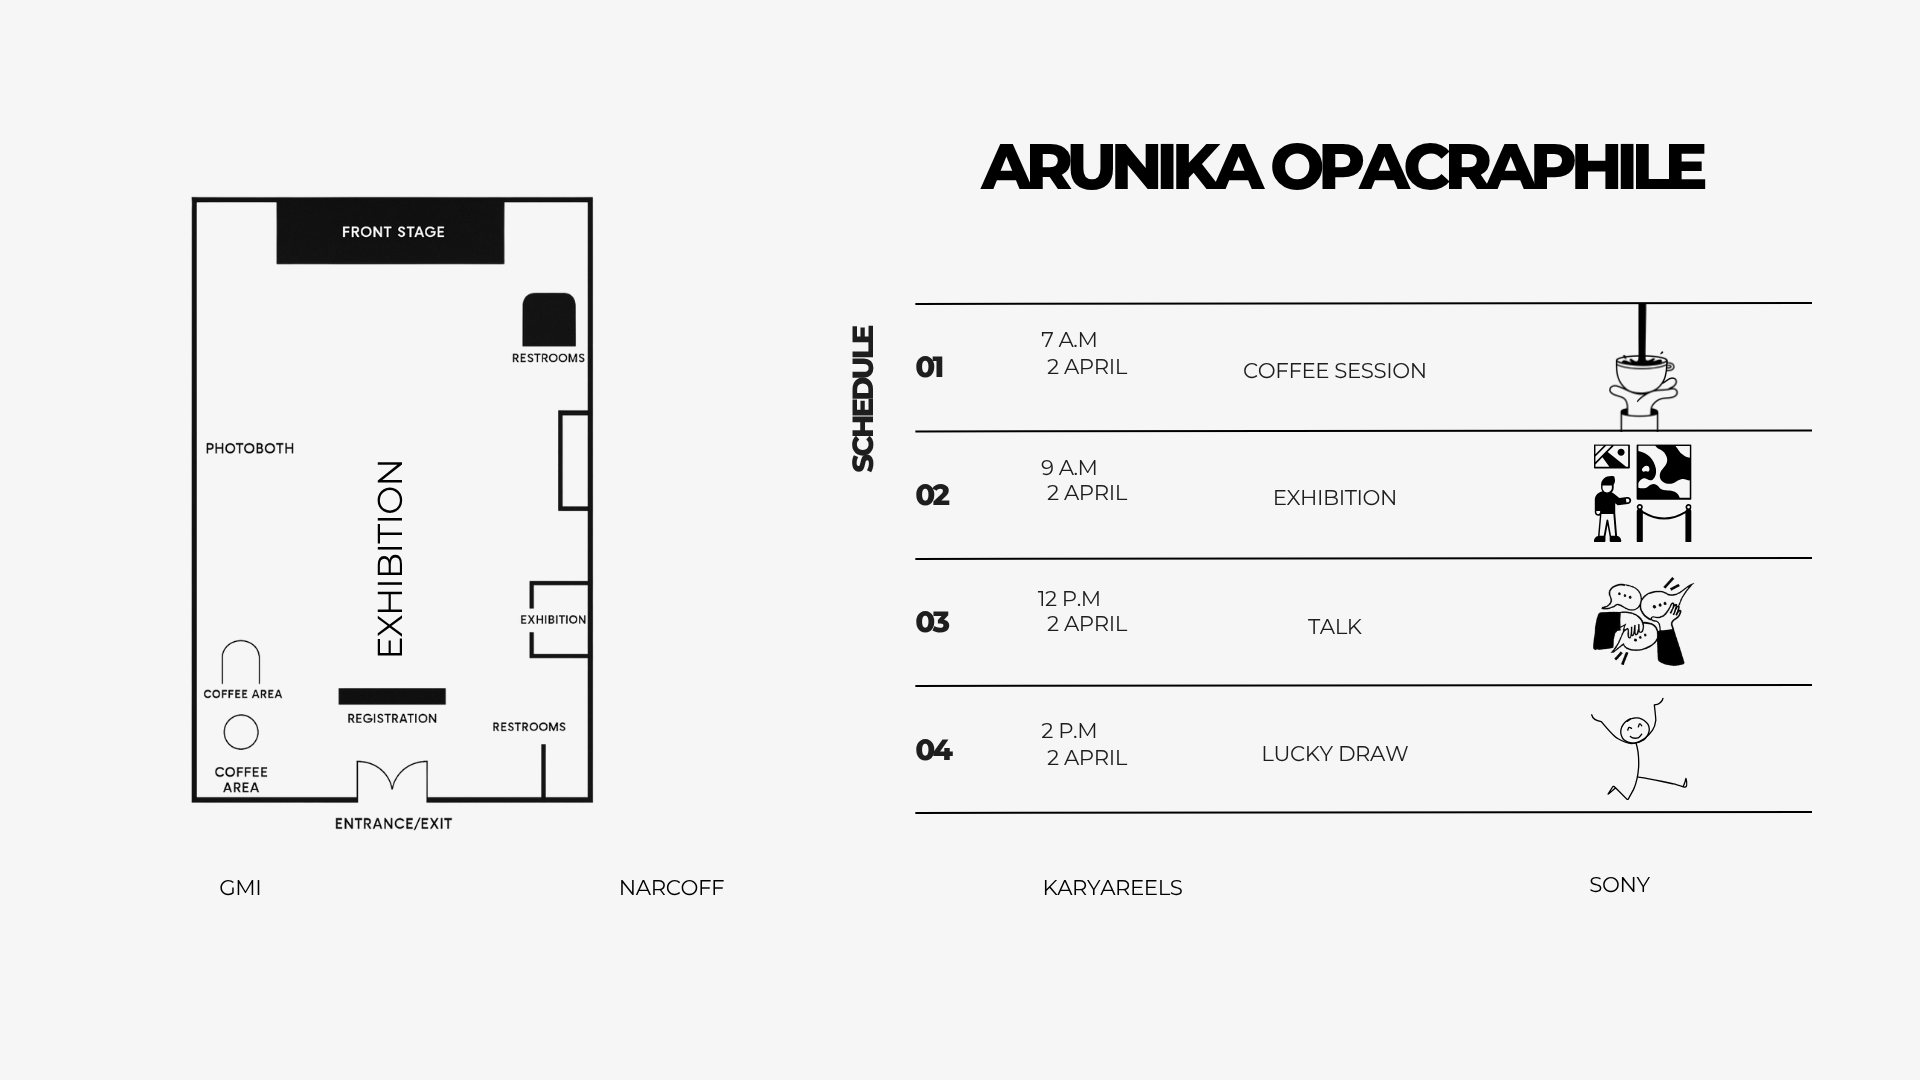 ARUNIKA OPACRAPHILE
FRONT STAGE
RESTROOMS
PHOTOBOTH
EXHIBITION
EXHIBITION
COFFEE AREA
REGISTRATION
RESTROOMS
COFFEE
AREA
ENTRANCE/EXIT
SCHEDULE
01
7 A.M
2 APRIL
COFFEE SESSION
02
9 A.M
2 APRIL
EXHIBITION
03
12 P.M
2 APRIL
TALK
04
2 P.M
2 APRIL
LUCKY DRAW
GMI
NARCOFF
KARYAREELS
SONY